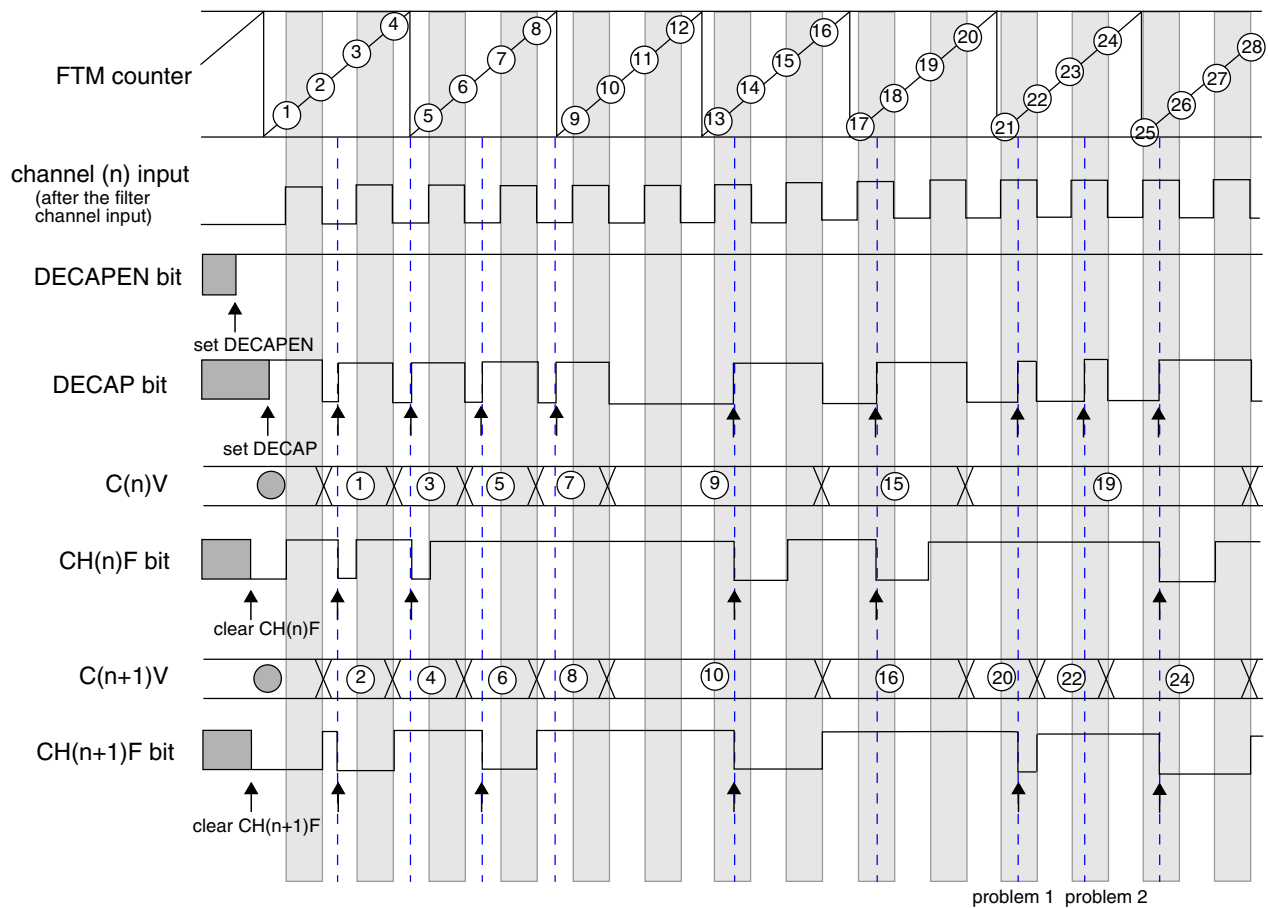 FTM counter
1 2 3 4 5 6 7 8 9 10 11 12 13 14 15 16 17 18 19 20 21 22 23 24 25 26 27 28
channel (n) input
(after the filter
channel input)
DECAPEN bit
set DECAPEN
DECAP bit
set DECAP
C(n)V
1 3 5 7 9 15 19
CH(n)F bit
clear CH(n)F
C(n+1)V
2 4 6 8 10 16 20 22 24
CH(n+1)F bit
clear CH(n+1)F
problem 1 problem 2